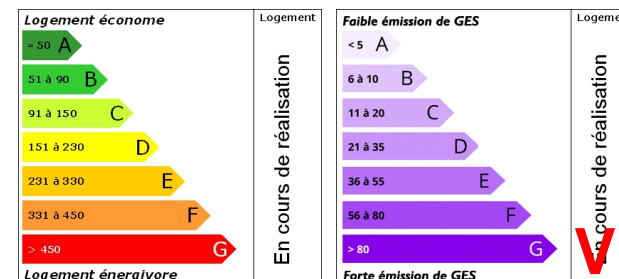 Logement économe
Logement
= 50 A
51 à 90 B
91 à 150 C
151 à 230 D
231 à 330 E
331 à 450 F
> 450 G
En cours de réalisation
Logement énergivore
Faible émission de GES
Logeme
< 5 A
6 à 10 B
11 à 20 C
21 à 35 D
36 à 55 E
56 à 80 F
> 80 G
En cours de réalisation
V
Forte émission de GES